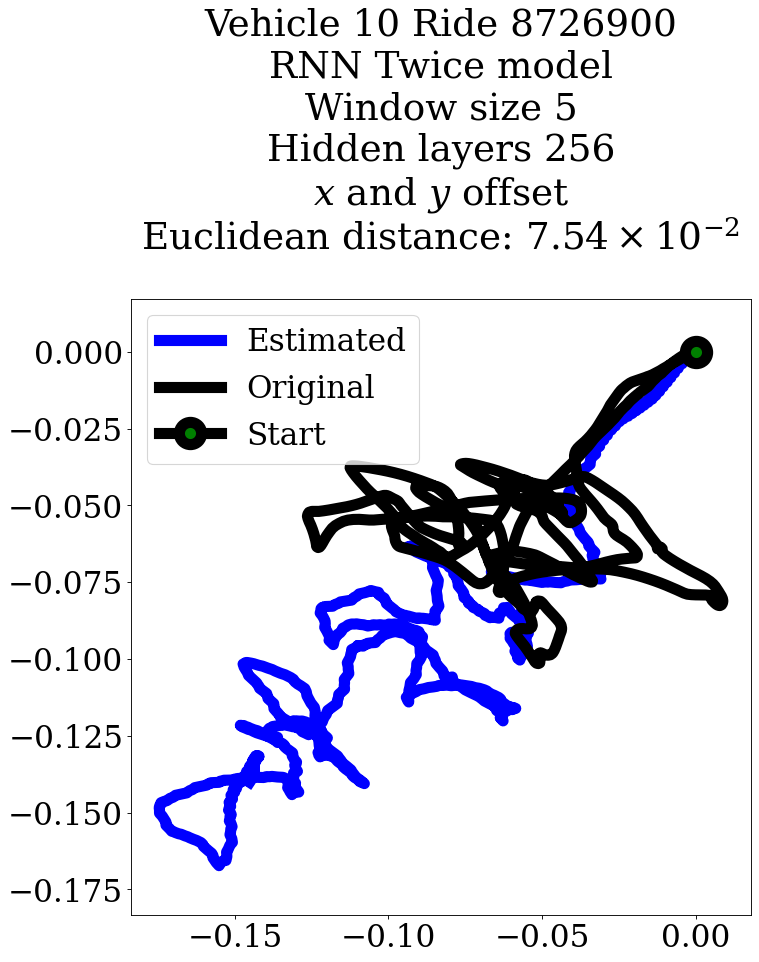 Vehicle 10 Ride 8726900
RNN Twice model
Window size 5
Hidden layers 256
x and y offset
Euclidean distance: 7.54 × 10⁻²
Estimated
Original
Start
0.000
−0.025
−0.050
−0.075
−0.100
−0.125
−0.150
−0.175
−0.15
−0.10
−0.05
0.00